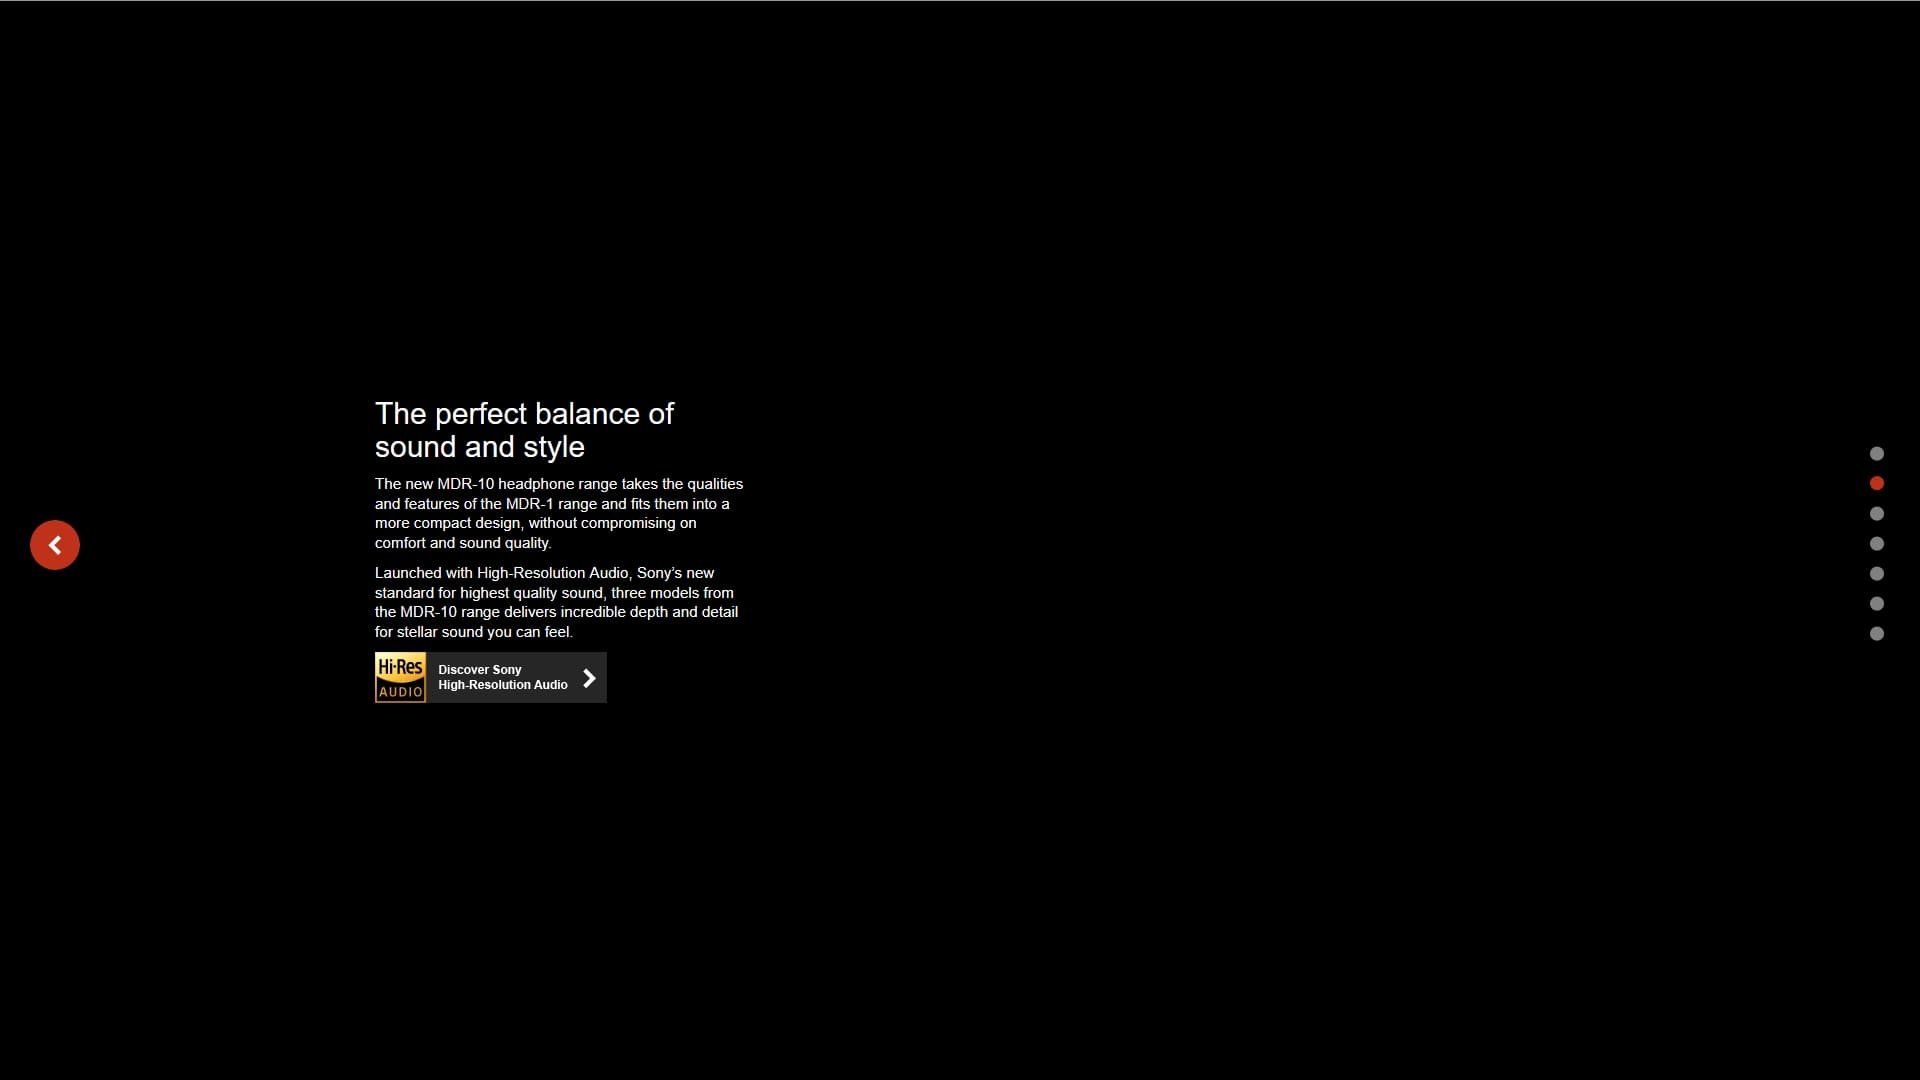 The perfect balance of
sound and style
The new MDR-10 headphone range takes the qualities
and features of the MDR-1 range and fits them into a
more compact design, without compromising on
comfort and sound quality.
Launched with High-Resolution Audio, Sony’s new
standard for highest quality sound, three models from
the MDR-10 range delivers incredible depth and detail
for stellar sound you can feel.
Hi-Res
AUDIO
Discover Sony
High-Resolution Audio